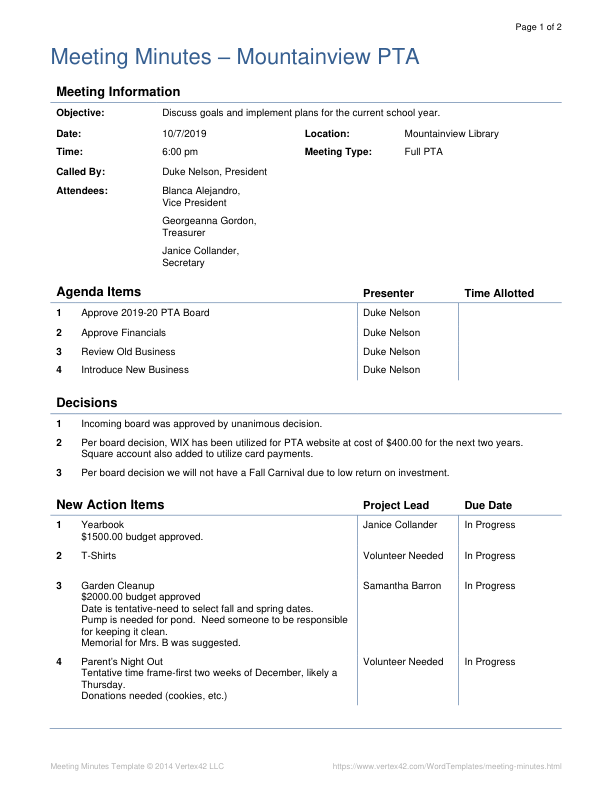 Page 1 of 2
Meeting Minutes – Mountainview PTA
Meeting Information
Objective: Discuss goals and implement plans for the current school year.
Date: 10/7/2019 Location: Mountainview Library
Time: 6:00 pm Meeting Type: Full PTA
Called By: Duke Nelson, President
Attendees: Blanca Alejandro,
Vice President
Georgeanna Gordon,
Treasurer
Janice Collander,
Secretary
Agenda Items Presenter Time Allotted
1 Approve 2019-20 PTA Board Duke Nelson
2 Approve Financials Duke Nelson
3 Review Old Business Duke Nelson
4 Introduce New Business Duke Nelson
Decisions
1 Incoming board was approved by unanimous decision.
2 Per board decision, WIX has been utilized for PTA website at cost of $400.00 for the next two years.
Square account also added to utilize card payments.
3 Per board decision we will not have a Fall Carnival due to low return on investment.
New Action Items Project Lead Due Date
1 Yearbook Janice Collander In Progress
$1500.00 budget approved.
2 T-Shirts Volunteer Needed In Progress
3 Garden Cleanup Samantha Barron In Progress
$2000.00 budget approved
Date is tentative-need to select fall and spring dates.
Pump is needed for pond.  Need someone to be responsible
for keeping it clean.
Memorial for Mrs. B was suggested.
4 Parent's Night Out Volunteer Needed In Progress
Tentative time frame-first two weeks of December, likely a
Thursday.
Donations needed (cookies, etc.)
Meeting Minutes Template © 2014 Vertex42 LLC https://www.vertex42.com/WordTemplates/meeting-minutes.html